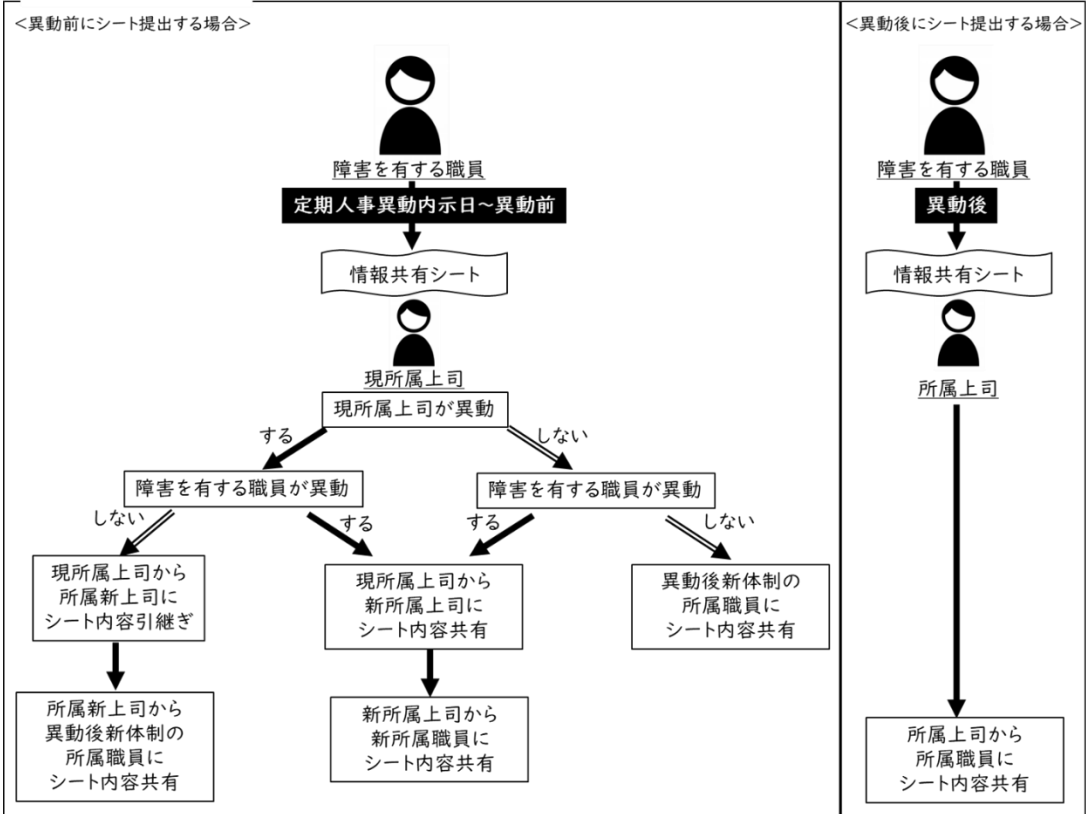 <異動前にシート提出する場合>
障害を有する職員
定期人事異動内示日～異動前
情報共有シート
現所属上司
現所属上司が異動
する
しない
障害を有する職員が異動
障害を有する職員が異動
しない
する
する
しない
現所属上司から
所属新上司に
シート内容引継ぎ
現所属上司から
新所属上司に
シート内容共有
異動後新体制の
所属職員に
シート内容共有
所属新上司から
異動後新体制の
所属職員に
シート内容共有
新所属上司から
新所属職員に
シート内容共有
<異動後にシート提出する場合>
障害を有する職員
異動後
情報共有シート
所属上司
所属上司から
所属職員に
シート内容共有